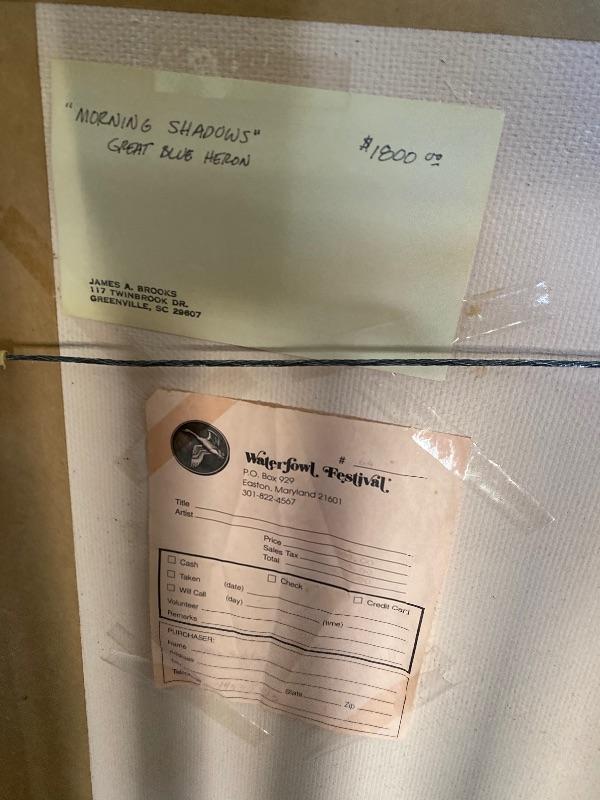 "MORNING SHADOWS"
GREAT BLUE HERON
$1800 00
JAMES A. BROOKS
117 TWINBROOK DR.
GREENVILLE, SC 29607
#
Waterfowl Festival
P.O. Box 929
Easton, Maryland 21601
301-822-4567
Title
Artist
Price
Sales Tax
Total
Cash
Check
Credit Card
Taken (date)
Will Call (day) (time)
Volunteer
Remarks
PURCHASER:
Name
Address
State Zip